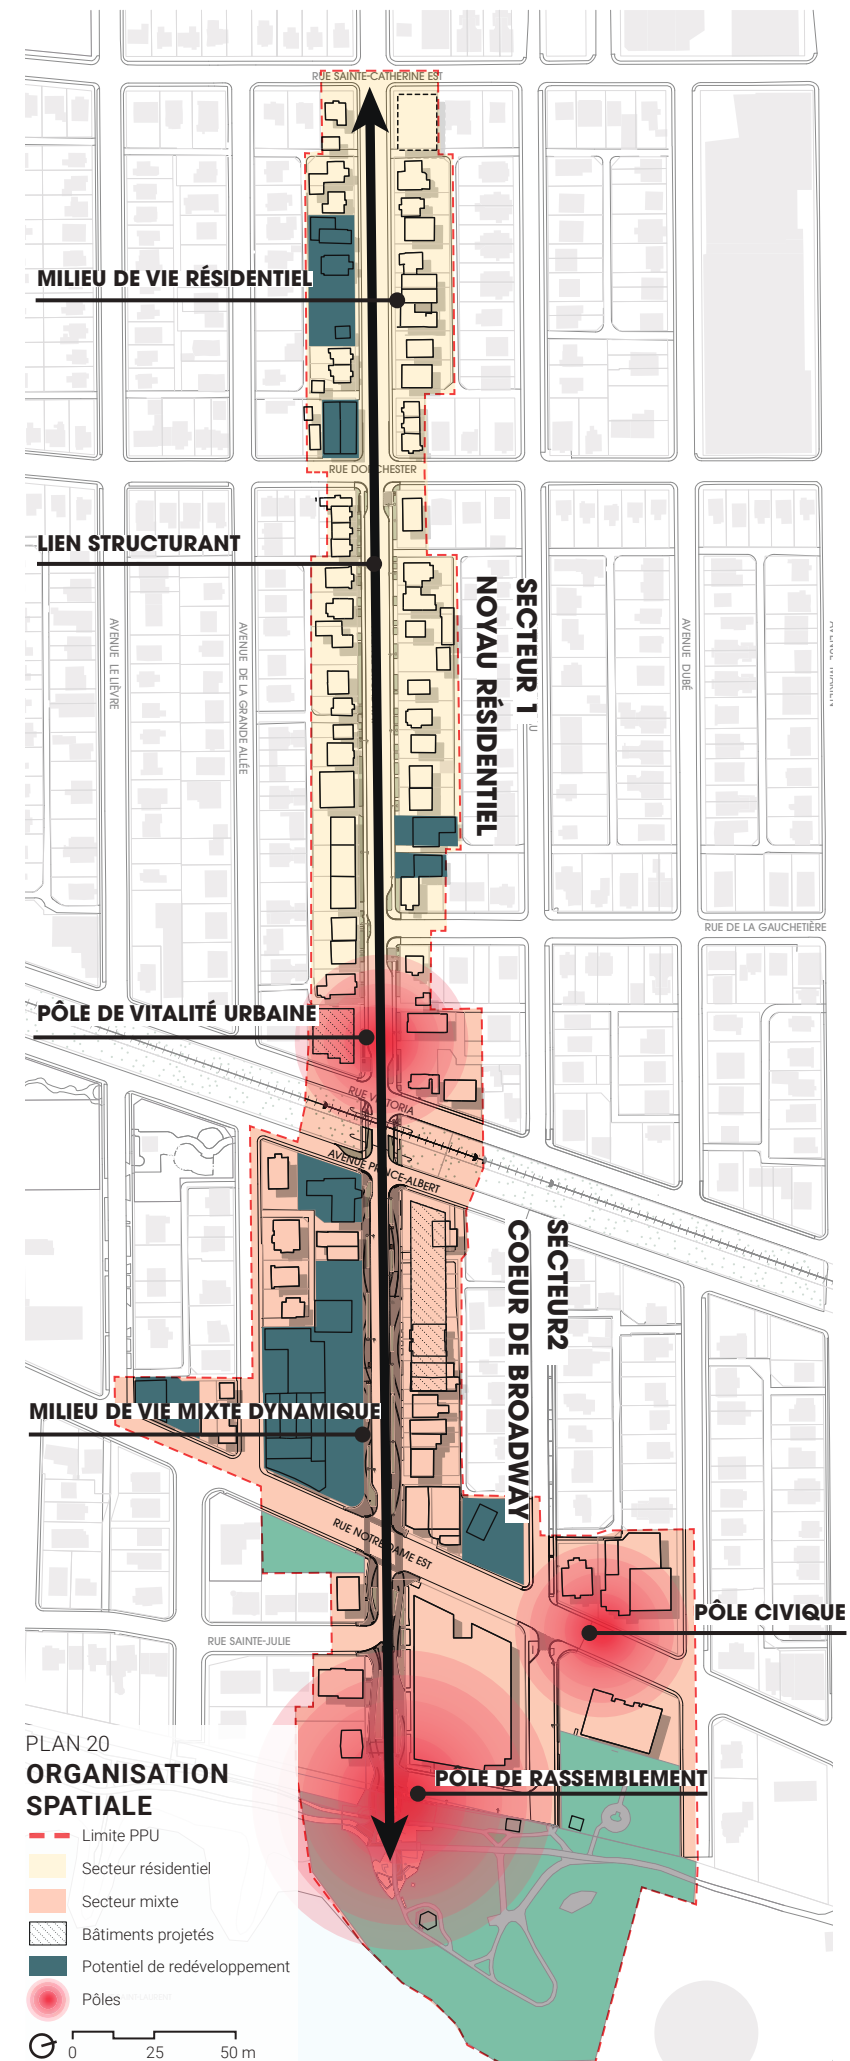 RUE SAINTE-CATHERINE EST
MILIEU DE VIE RÉSIDENTIEL
RUE DORCHESTER
LIEN STRUCTURANT
SECTEUR 1
NOYAU RÉSIDENTIEL
AVENUE LE LIÈVRE
AVENUE DE LA GRANDE ALLÉE
AVENUE DUBÉ
RUE DE LA GAUCHETIÈRE
PÔLE DE VITALITÉ URBAINE
RUE VICTORIA
AVENUE PRINCE-ALBERT
SECTEUR2
COEUR DE BROADWAY
MILIEU DE VIE MIXTE DYNAMIQUE
RUE NOTRE-DAME EST
PÔLE CIVIQUE
RUE SAINTE-JULIE
PÔLE DE RASSEMBLEMENT
PLAN 20
ORGANISATION
SPATIALE
Limite PPU
Secteur résidentiel
Secteur mixte
Bâtiments projetés
Potentiel de redéveloppement
Pôles
0 25 50 m